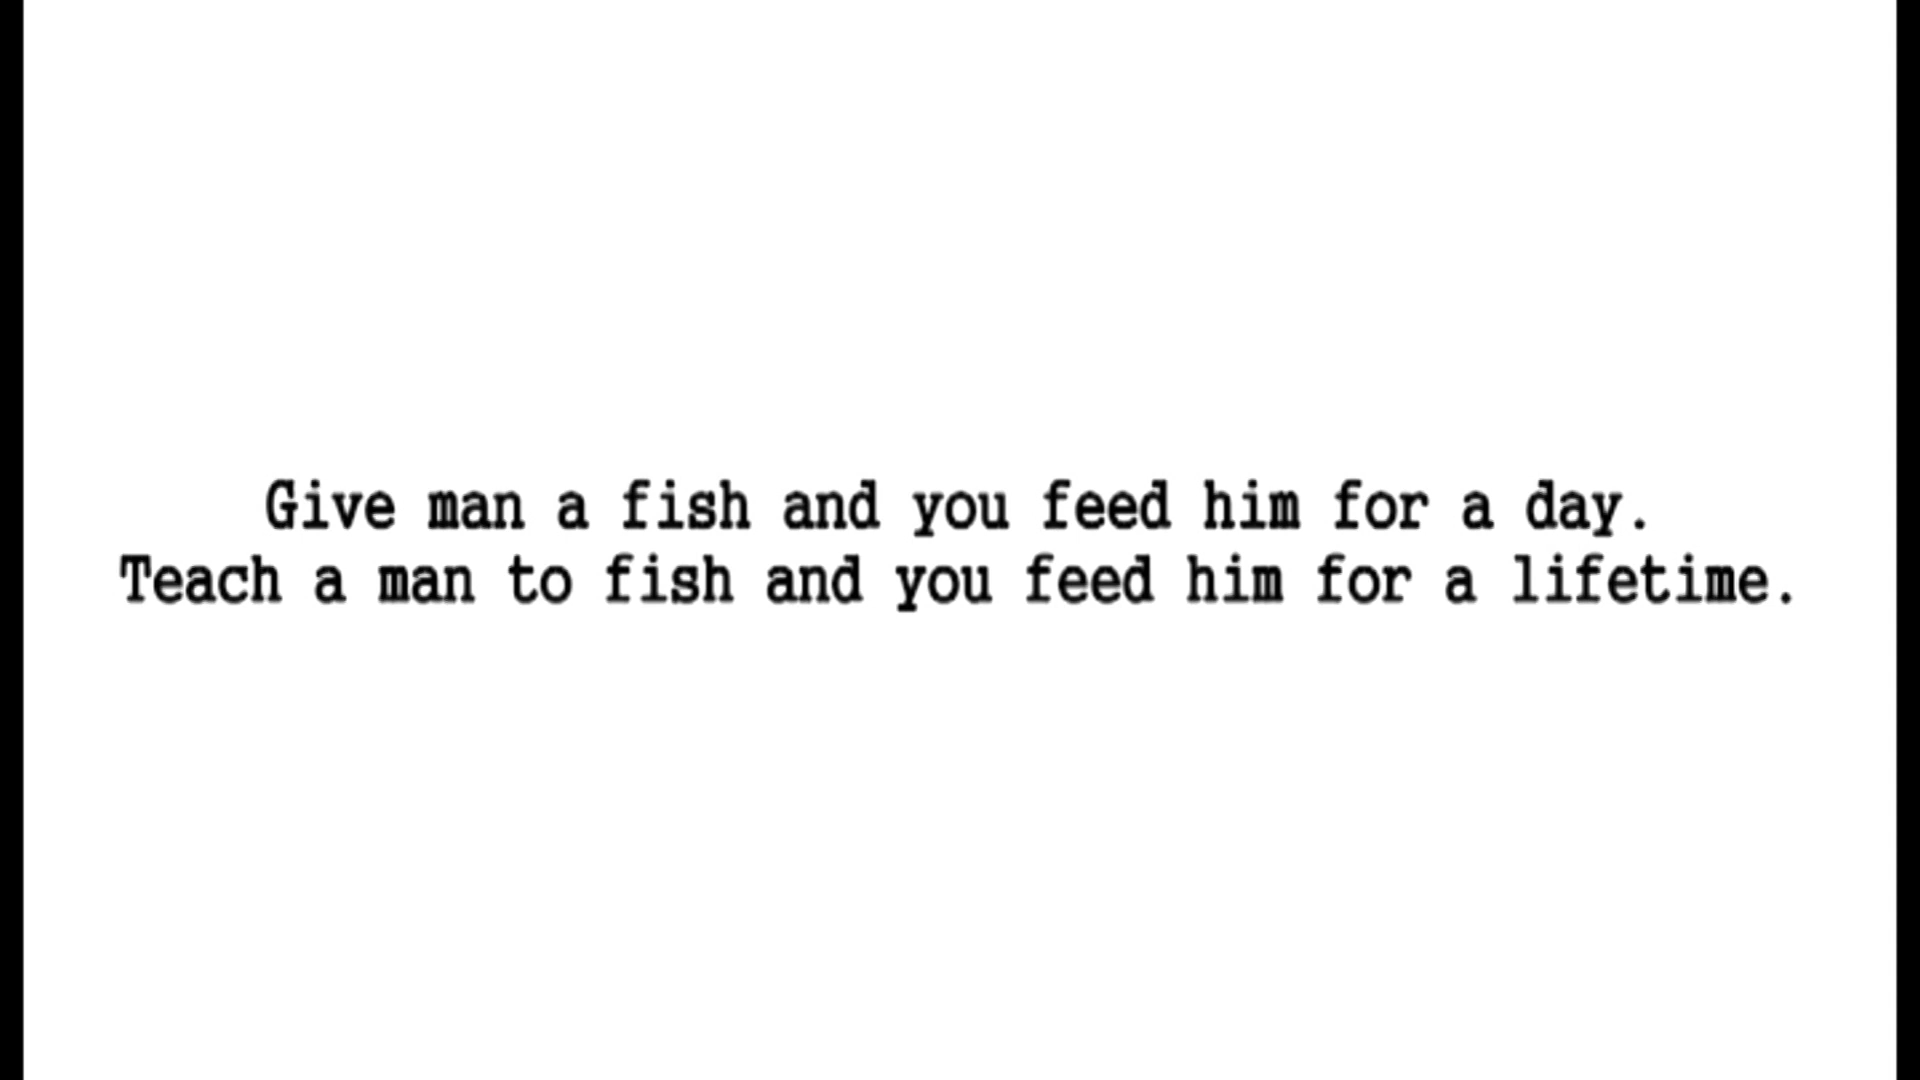 Give man a fish and you feed him for a day.
Teach a man to fish and you feed him for a lifetime.